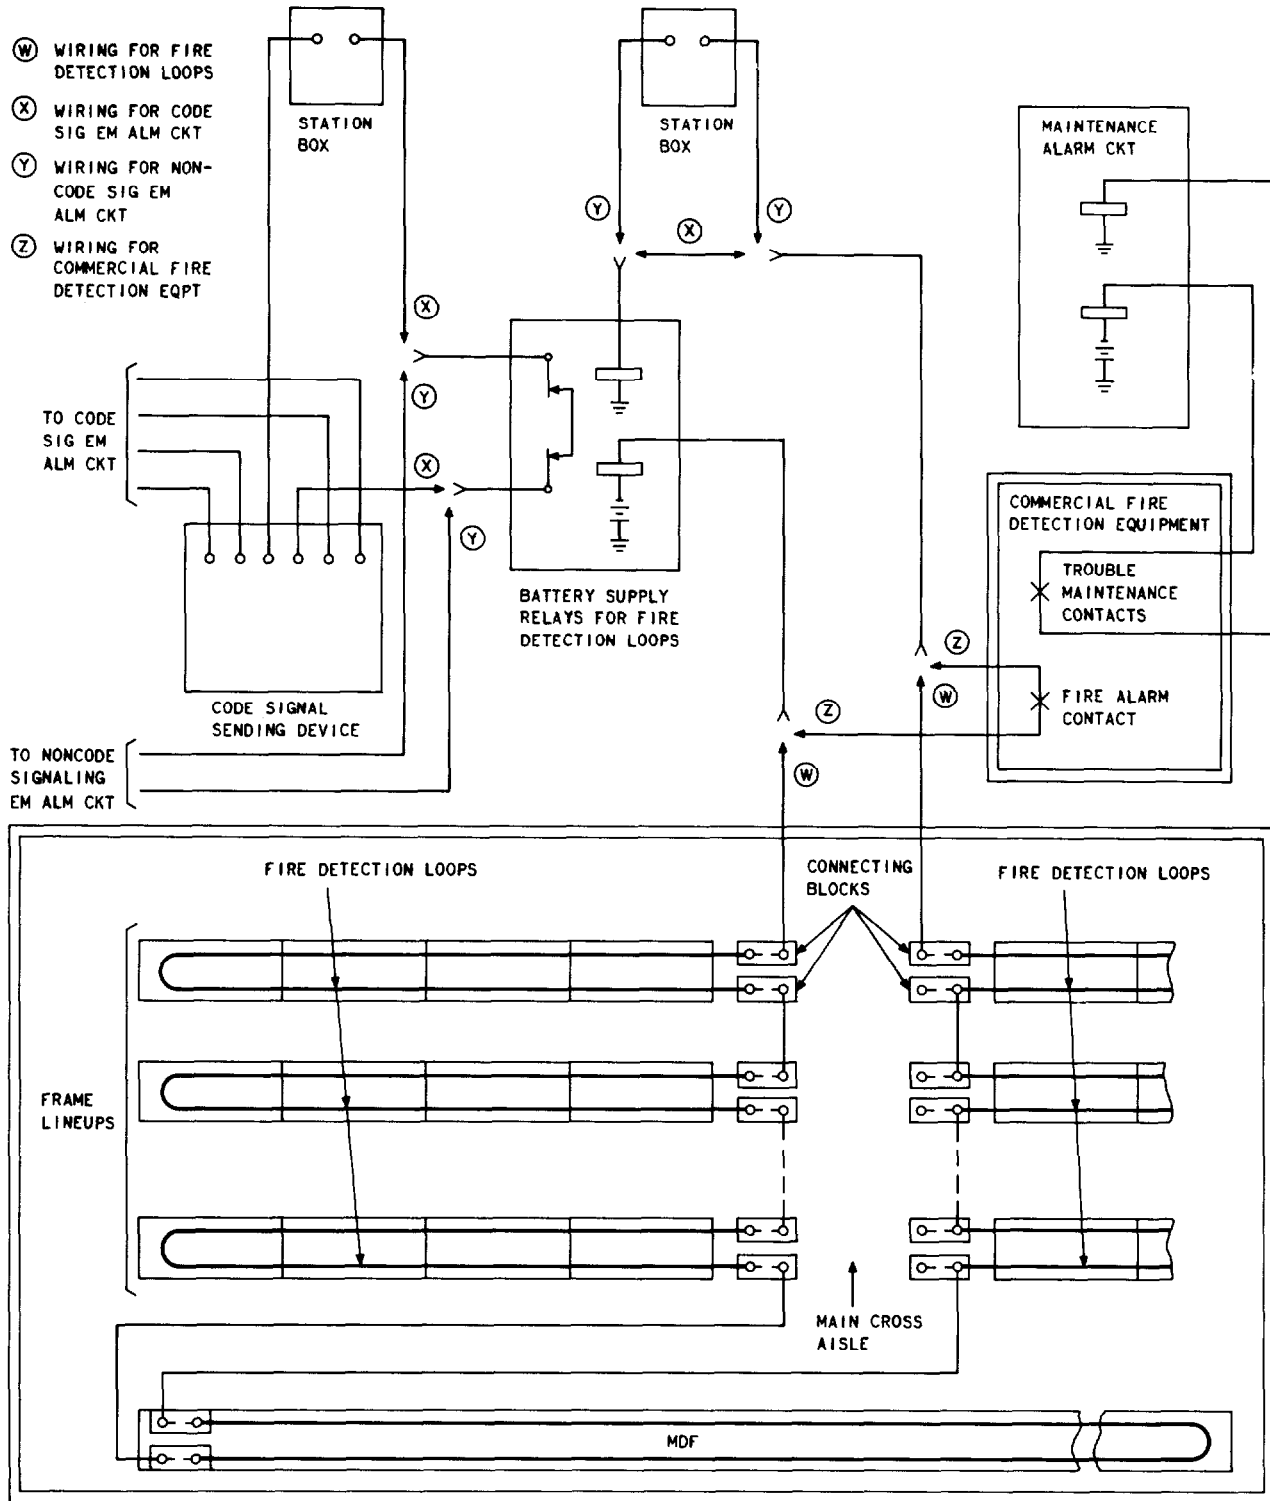 W WIRING FOR FIRE
DETECTION LOOPS
X WIRING FOR CODE
SIG EM ALM CKT
Y WIRING FOR NON-
CODE SIG EM
ALM CKT
Z WIRING FOR
COMMERCIAL FIRE
DETECTION EQPT
STATION
BOX
STATION
BOX
MAINTENANCE
ALARM CKT
Y
X
Y
X
Y
X
Y
TO CODE
SIG EM
ALM CKT
COMMERCIAL FIRE
DETECTION EQUIPMENT
TROUBLE
MAINTENANCE
CONTACTS
BATTERY SUPPLY
RELAYS FOR FIRE
DETECTION LOOPS
Z
W
FIRE ALARM
CONTACT
CODE SIGNAL
SENDING DEVICE
Z
W
TO NONCODE
SIGNALING
EM ALM CKT
FIRE DETECTION LOOPS
CONNECTING
BLOCKS
FIRE DETECTION LOOPS
FRAME
LINEUPS
MAIN CROSS
AISLE
MDF